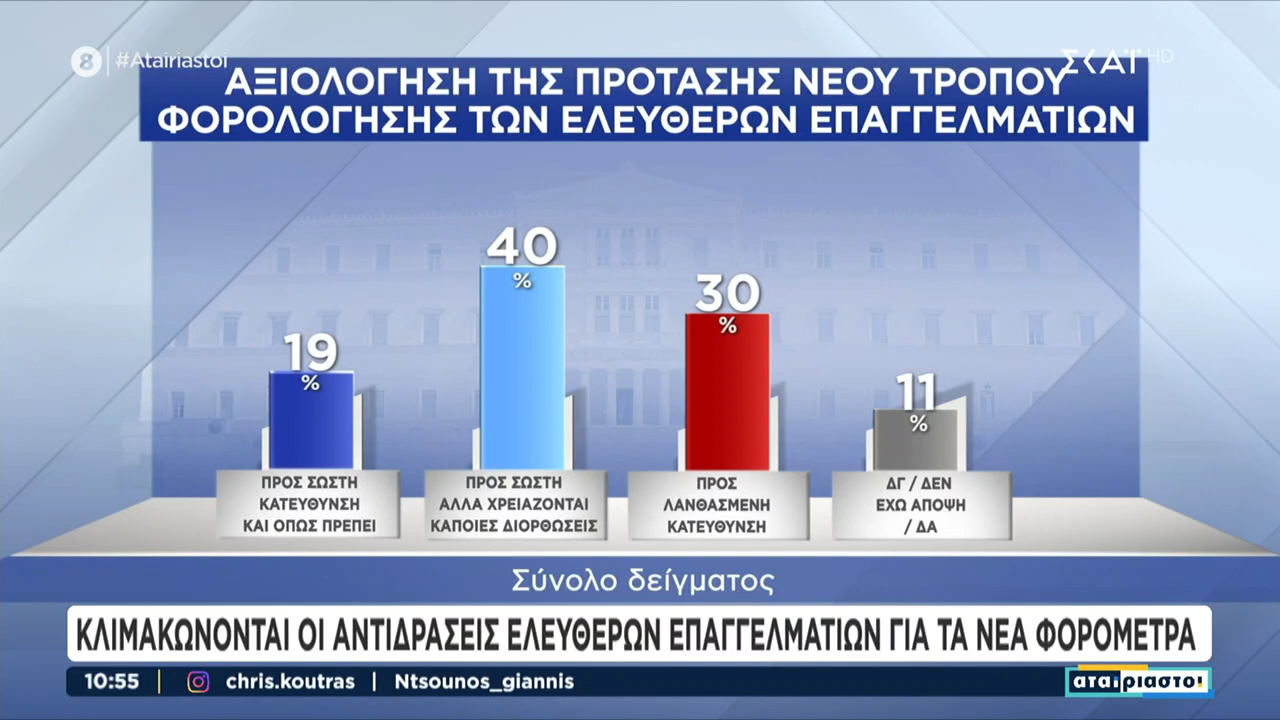 8 #Atairiastoi
ΣΚΑΪ HD
ΑΞΙΟΛΟΓΗΣΗ ΤΗΣ ΠΡΟΤΑΣΗΣ ΝΕΟΥ ΤΡΟΠΟΥ
ΦΟΡΟΛΟΓΗΣΗΣ ΤΩΝ ΕΛΕΥΘΕΡΩΝ ΕΠΑΓΓΕΛΜΑΤΙΩΝ
19
%
40
%
30
%
11
%
ΠΡΟΣ ΣΩΣΤΗ
ΚΑΤΕΥΘΥΝΣΗ
ΚΑΙ ΟΠΩΣ ΠΡΕΠΕΙ
ΠΡΟΣ ΣΩΣΤΗ
ΑΛΛΑ ΧΡΕΙΑΖΟΝΤΑΙ
ΚΑΠΟΙΕΣ ΔΙΟΡΘΩΣΕΙΣ
ΠΡΟΣ
ΛΑΝΘΑΣΜΕΝΗ
ΚΑΤΕΥΘΥΝΣΗ
ΔΓ / ΔΕΝ
ΕΧΩ ΑΠΟΨΗ
/ ΔΑ
Σύνολο δείγματος
ΚΛΙΜΑΚΩΝΟΝΤΑΙ ΟΙ ΑΝΤΙΔΡΑΣΕΙΣ ΕΛΕΥΘΕΡΩΝ ΕΠΑΓΓΕΛΜΑΤΙΩΝ ΓΙΑ ΤΑ ΝΕΑ ΦΟΡΟΜΕΤΡΑ
10:55 | chris.koutras | Ntsounos_giannis
αταίριαστοι